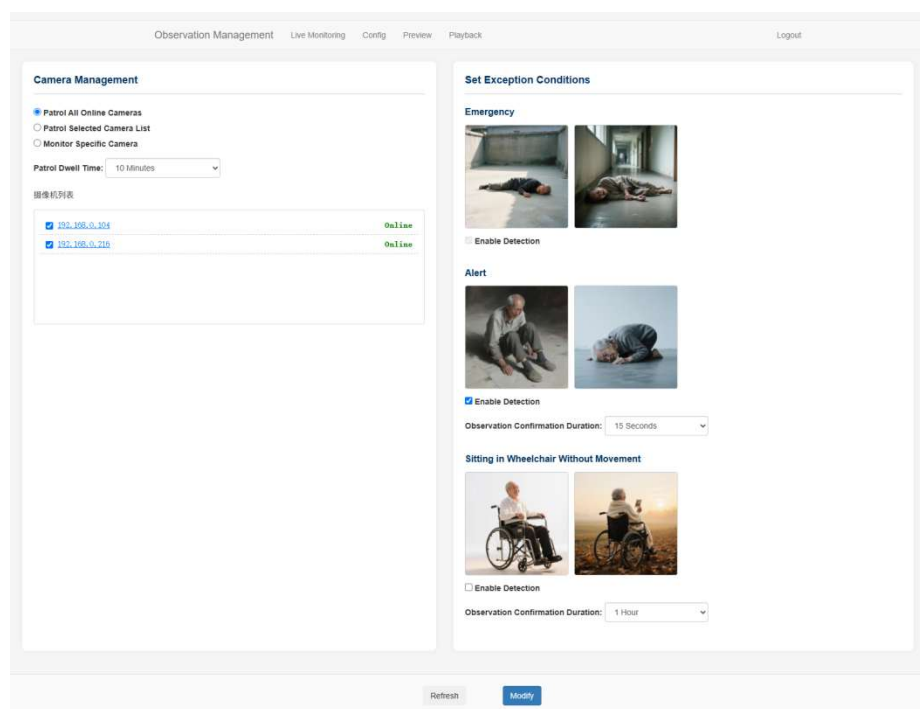 Observation Management Live Monitoring Config Preview Playback Logout
Camera Management
Patrol All Online Cameras
Patrol Selected Camera List
Monitor Specific Camera
Patrol Dwell Time: 10 Minutes
摄像机列表
192.168.0.104 Online
192.168.0.216 Online
Set Exception Conditions
Emergency
Enable Detection
Alert
Enable Detection
Observation Confirmation Duration: 15 Seconds
Sitting in Wheelchair Without Movement
Enable Detection
Observation Confirmation Duration: 1 Hour
Refresh Modify